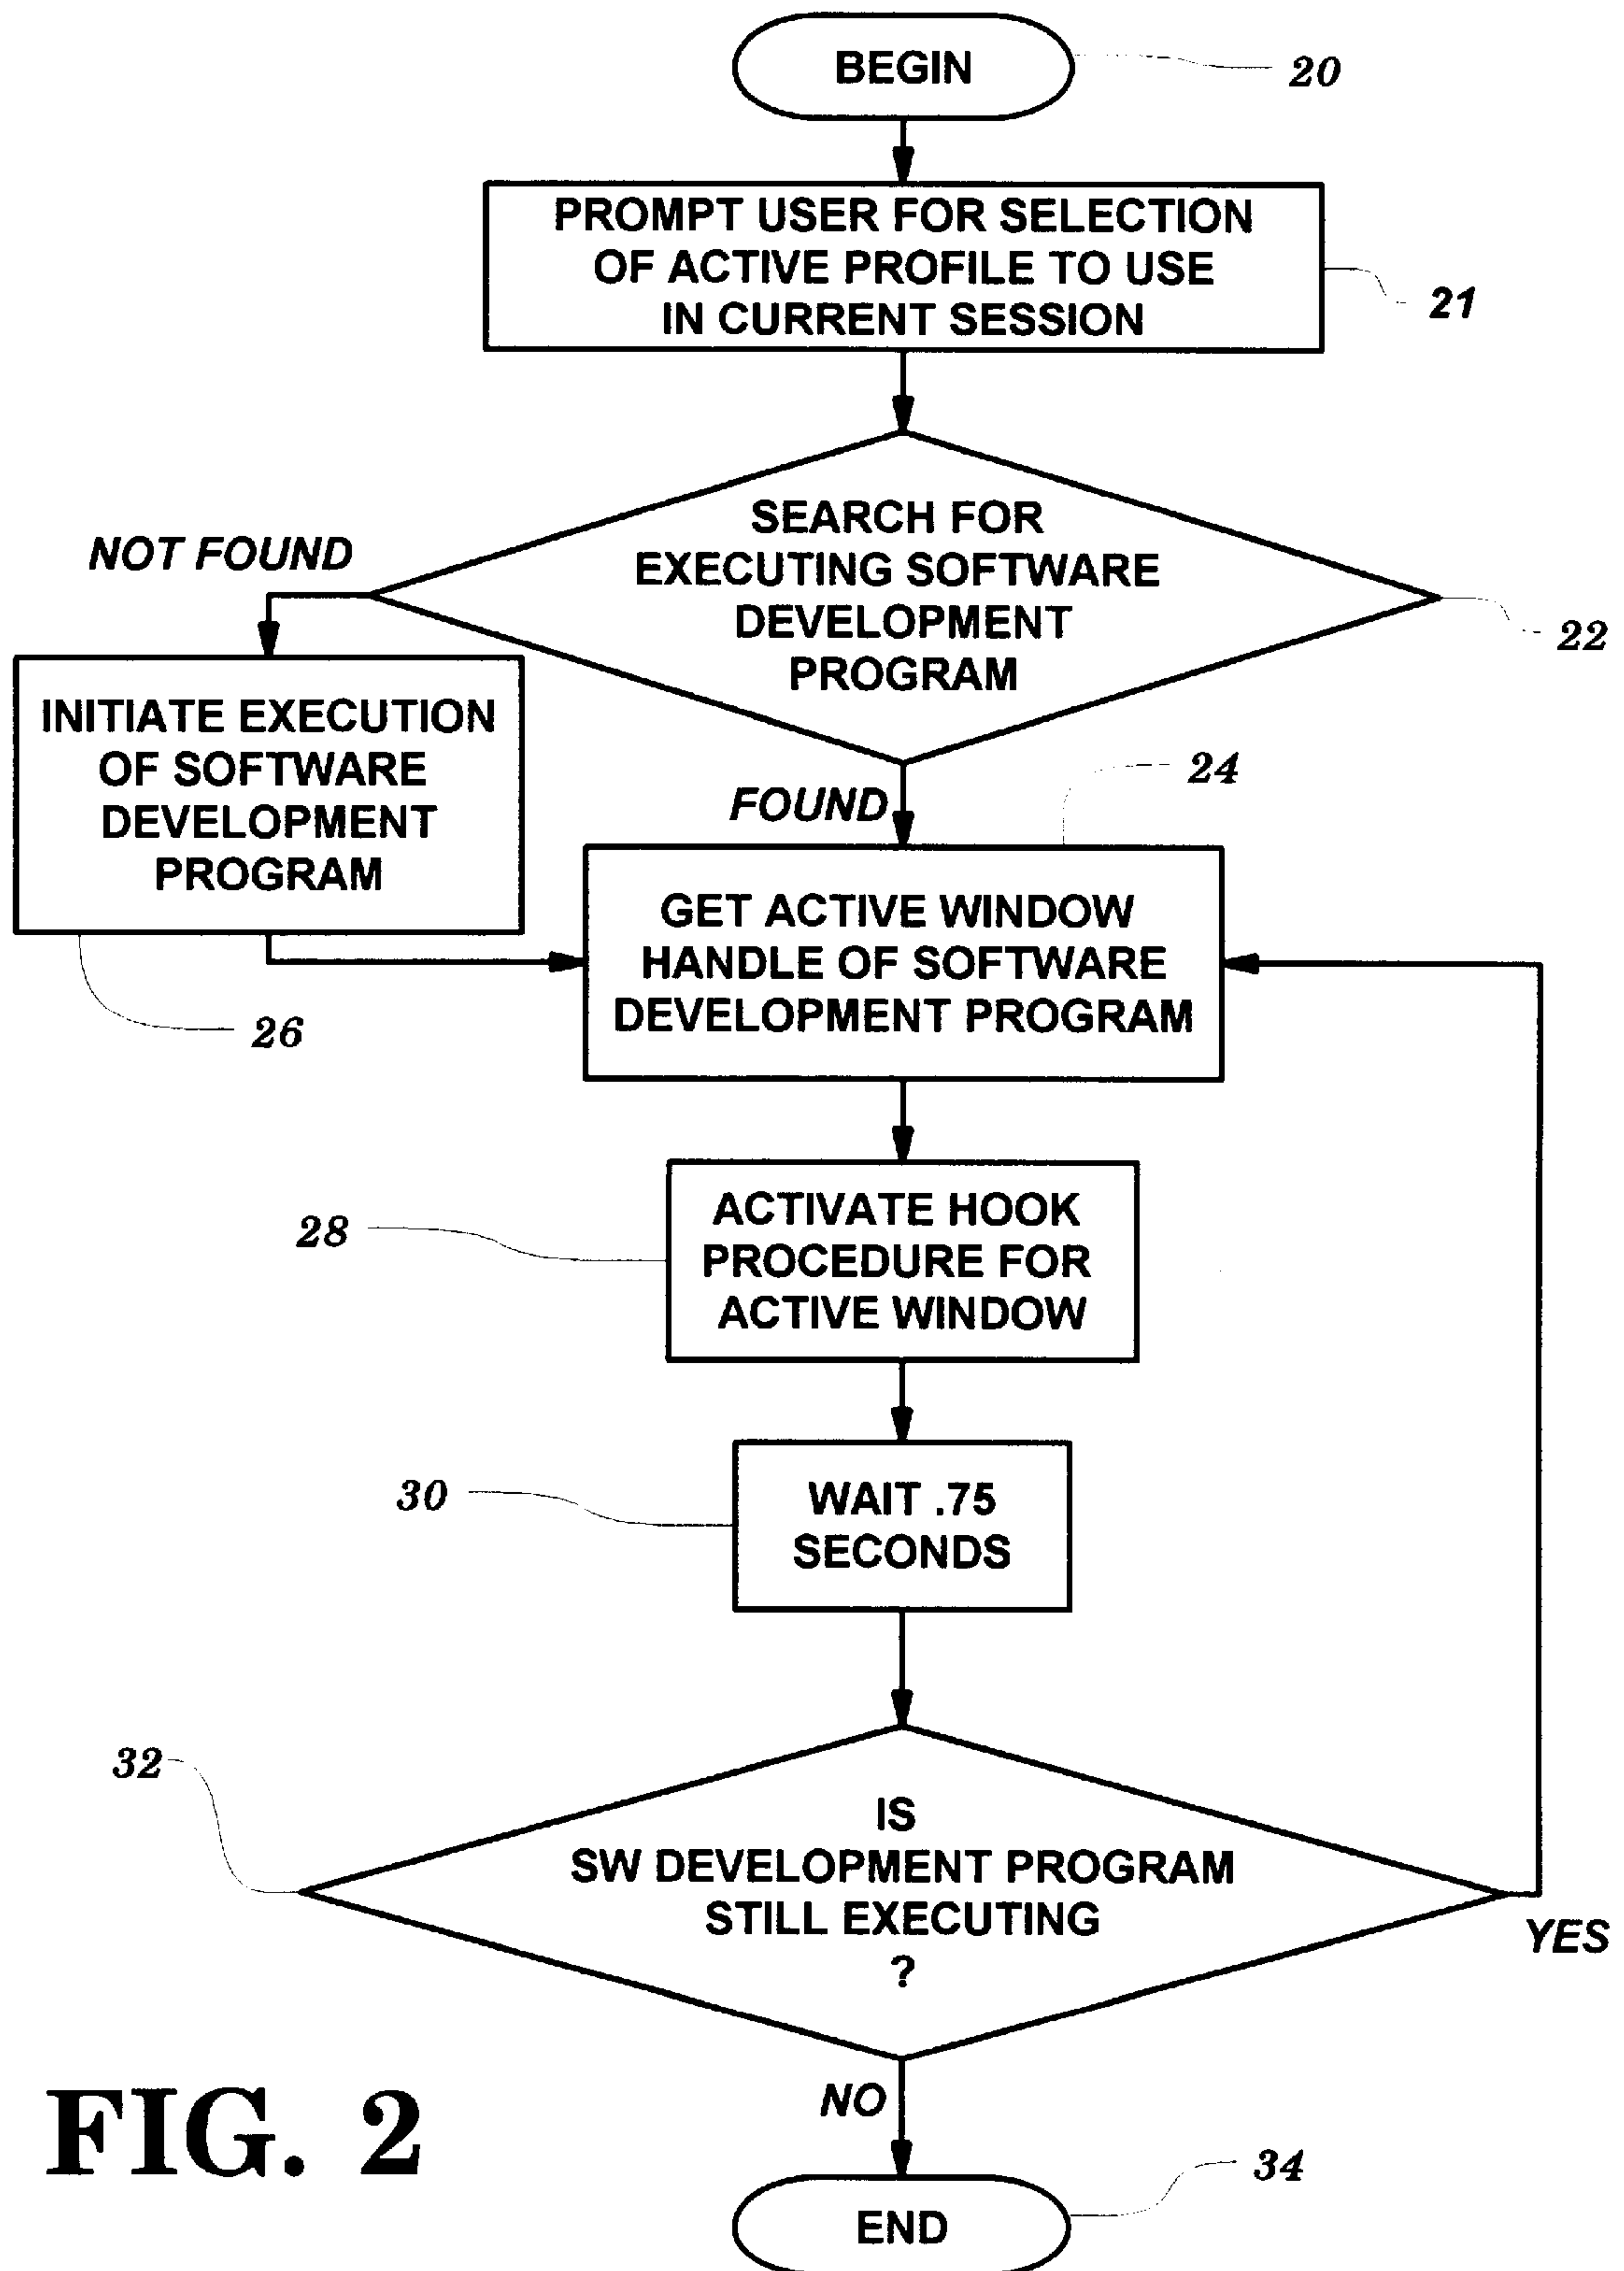 BEGIN
20
PROMPT USER FOR SELECTION
OF ACTIVE PROFILE TO USE
IN CURRENT SESSION
21
SEARCH FOR
EXECUTING SOFTWARE
DEVELOPMENT
PROGRAM
22
NOT FOUND
INITIATE EXECUTION
OF SOFTWARE
DEVELOPMENT
PROGRAM
26
FOUND
24
GET ACTIVE WINDOW
HANDLE OF SOFTWARE
DEVELOPMENT PROGRAM
28
ACTIVATE HOOK
PROCEDURE FOR
ACTIVE WINDOW
30
WAIT .75
SECONDS
32
IS
SW DEVELOPMENT PROGRAM
STILL EXECUTING
?
YES
NO
34
END
FIG. 2